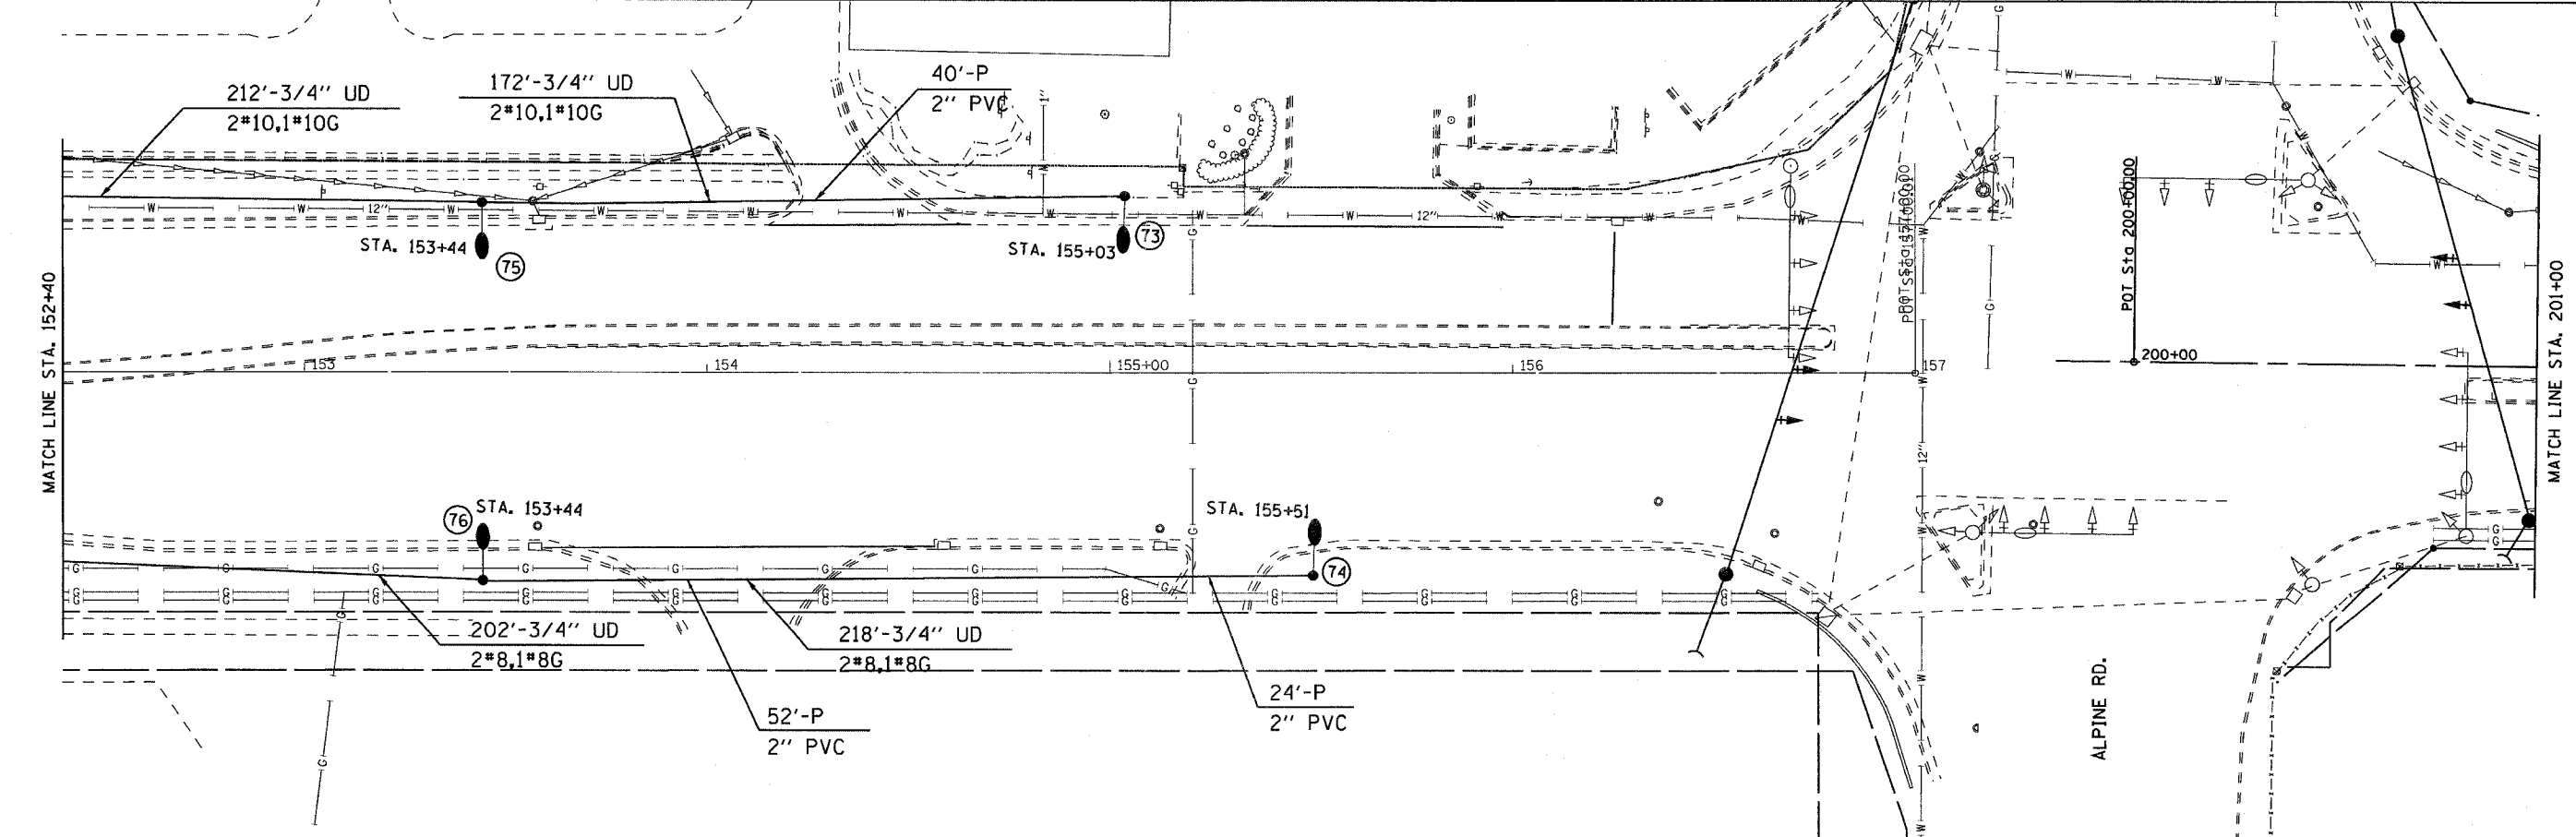 212'-3/4" UD
2#10,1#10G
172'-3/4" UD
2#10,1#10G
40'-P
2" PVC
12"
12"
STA. 153+44
75
STA. 155+03
73
POT Sta 200+00.00
MATCH LINE STA. 152+40
MATCH LINE STA. 201+00
153
154
155+00
156
157
200+00
12"
76
STA. 153+44
STA. 155+51
74
202'-3/4" UD
2#8,1#8G
218'-3/4" UD
2#8,1#8G
52'-P
2" PVC
24'-P
2" PVC
ALPINE RD.